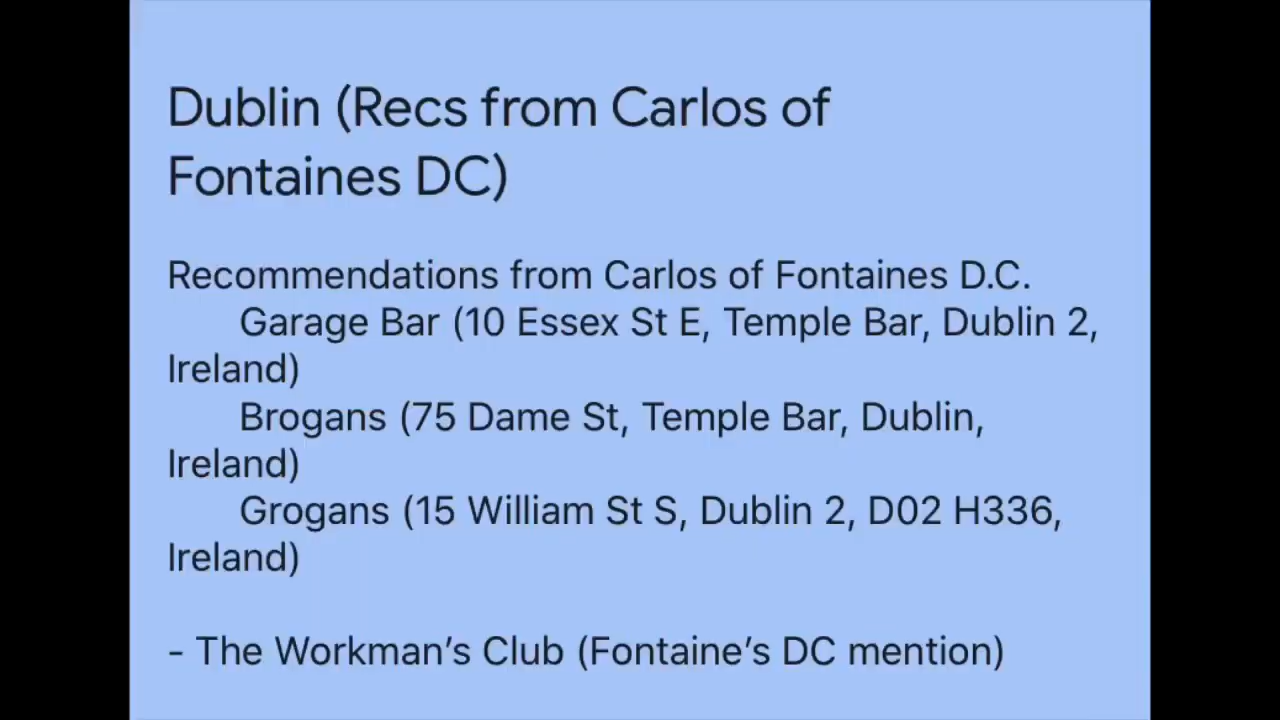 Dublin (Recs from Carlos of
Fontaines DC)
Recommendations from Carlos of Fontaines D.C.
Garage Bar (10 Essex St E, Temple Bar, Dublin 2,
Ireland)
Brogans (75 Dame St, Temple Bar, Dublin,
Ireland)
Grogans (15 William St S, Dublin 2, D02 H336,
Ireland)
- The Workman’s Club (Fontaine’s DC mention)